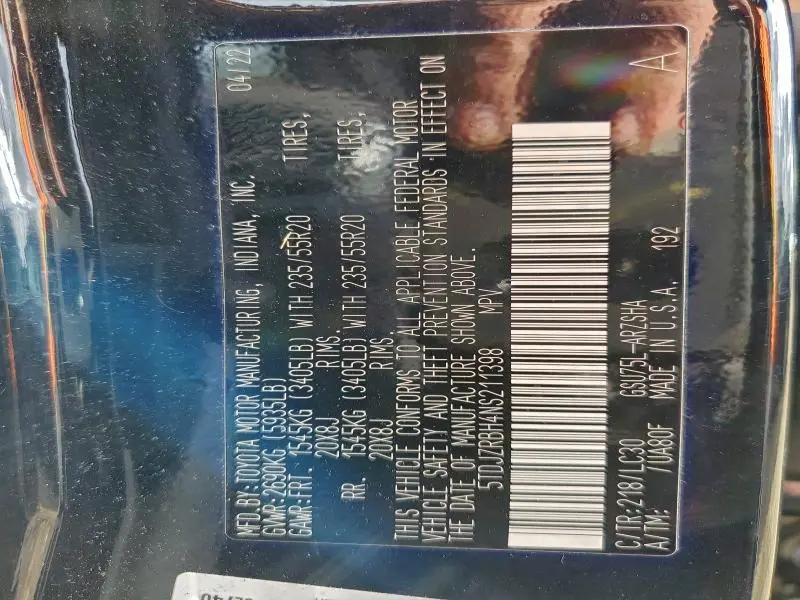 MFD.BY:TOYOTA MOTOR MANUFACTURING, INDIANA, INC. 04/22
GVWR:2690KG (5935LB)
GAWR:FRT. 1545KG (3405LB) WITH 235/55R20 TIRES,
20X8J RIMS
RR. 1545KG (3405LB) WITH 235/55R20 TIRES,
20X8J RIMS
THIS VEHICLE CONFORMS TO ALL APPLICABLE FEDERAL MOTOR
VEHICLE SAFETY AND THEFT PREVENTION STANDARDS IN EFFECT ON
THE DATE OF MANUFACTURE SHOWN ABOVE.
5TDJZRBH4NS211398 MPV
C/TR:218/LC30 GSU75L-ARZSHA A
A/TM: /UA80F MADE IN U.S.A. 192